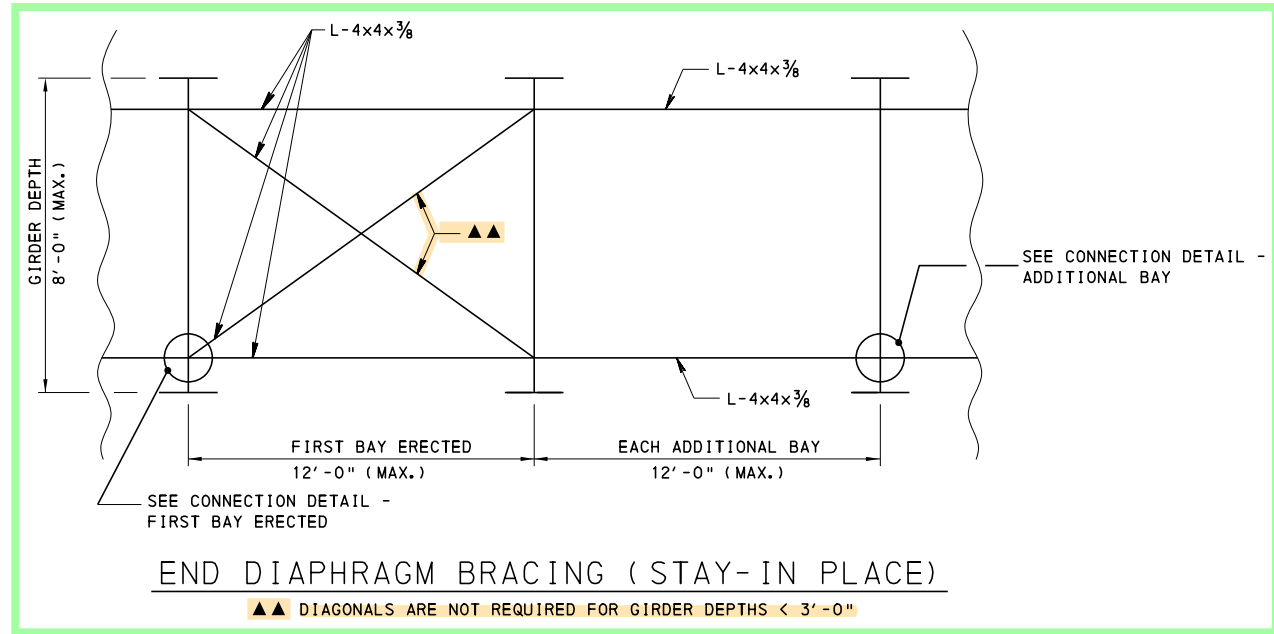 L-4x4x⅜
L-4x4x⅜
GIRDER DEPTH
8'-0" (MAX.)
▲▲
SEE CONNECTION DETAIL -
ADDITIONAL BAY
L-4x4x⅜
FIRST BAY ERECTED
12'-0" (MAX.)
EACH ADDITIONAL BAY
12'-0" (MAX.)
SEE CONNECTION DETAIL -
FIRST BAY ERECTED
END DIAPHRAGM BRACING (STAY-IN PLACE)
▲▲ DIAGONALS ARE NOT REQUIRED FOR GIRDER DEPTHS < 3'-0"